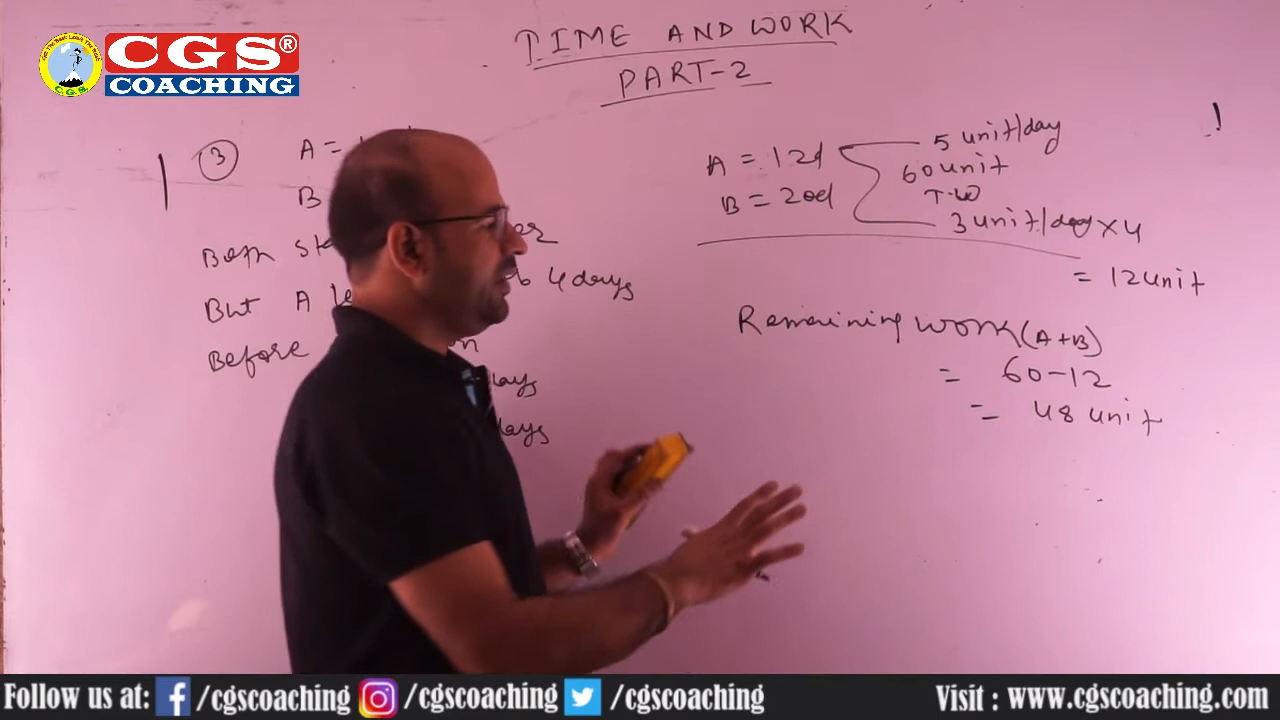 CGS®
COACHING
C.G.S.
TIME AND WORK
PART-2
3 A =
B
Both
But A 4 days
Before
days
days
A = 12d 5 unit/day
60 unit
T.W
B = 20d 3 unit/day × 4
= 12 unit
Remaining work (A+B)
= 60-12
= 48 unit
Follow us at: /cgscoaching /cgscoaching /cgscoaching Visit : www.cgscoaching.com